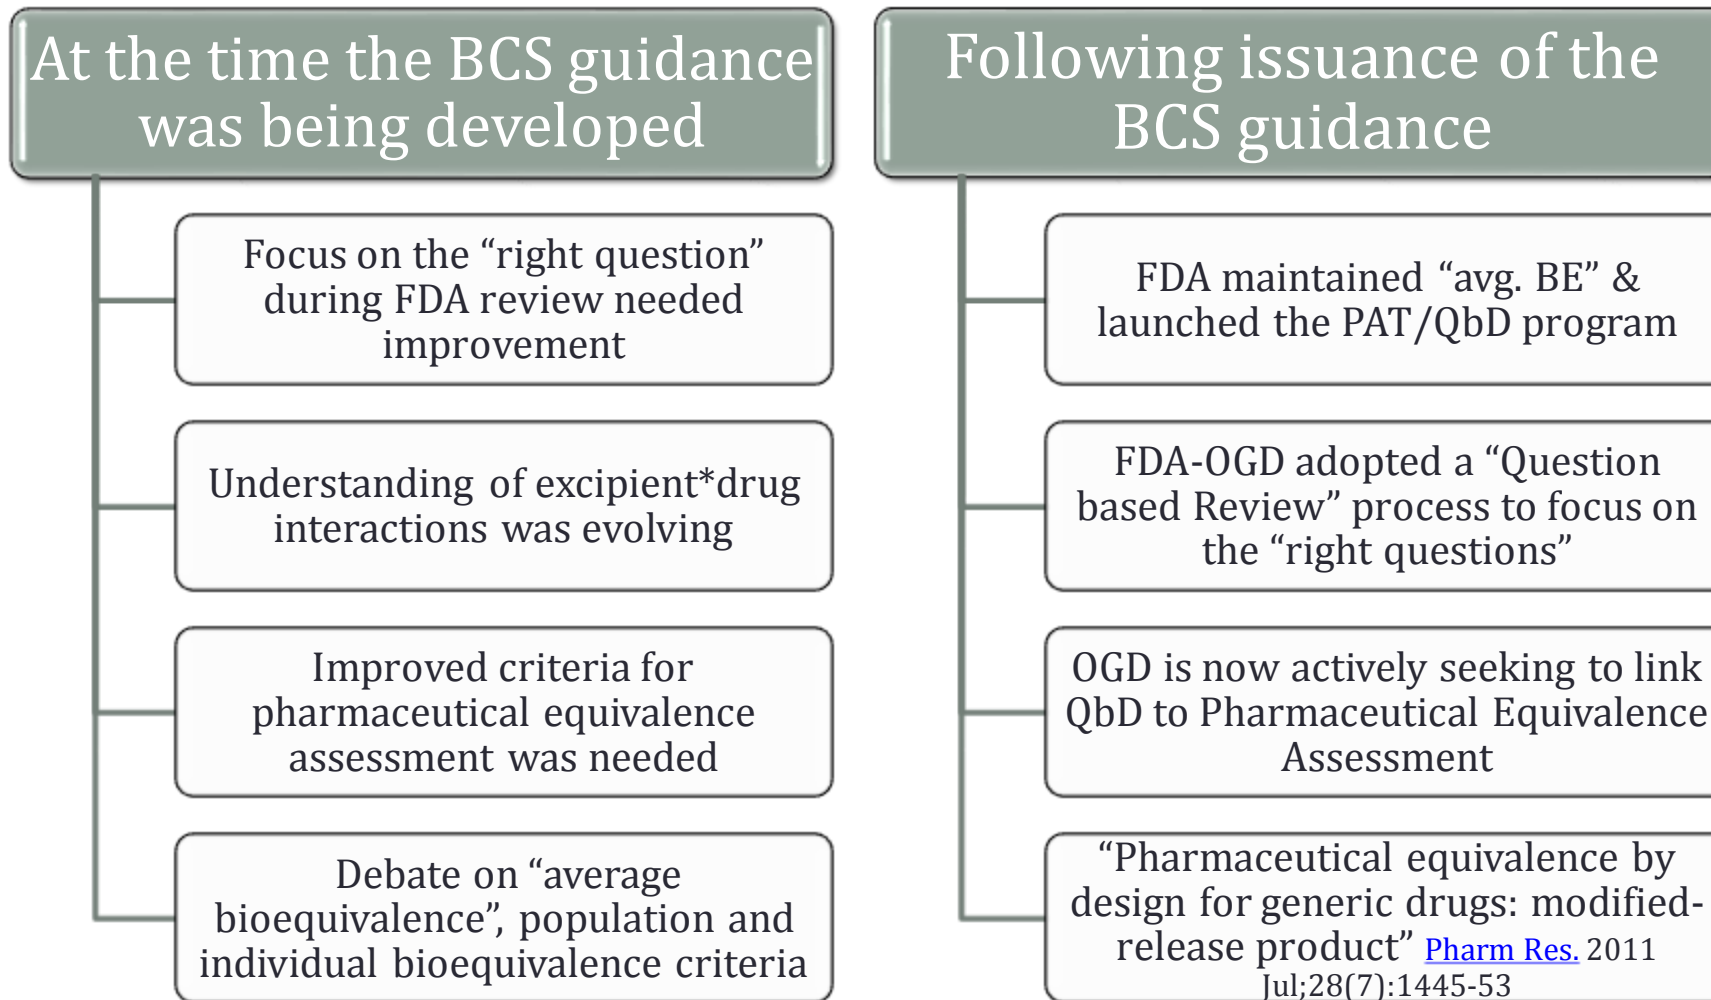 At the time the BCS guidance
was being developed
Focus on the “right question”
during FDA review needed
improvement
Understanding of excipient*drug
interactions was evolving
Improved criteria for
pharmaceutical equivalence
assessment was needed
Debate on “average
bioequivalence”, population and
individual bioequivalence criteria
Following issuance of the
BCS guidance
FDA maintained “avg. BE” &
launched the PAT/QbD program
FDA-OGD adopted a “Question
based Review” process to focus on
the “right questions”
OGD is now actively seeking to link
QbD to Pharmaceutical Equivalence
Assessment
“Pharmaceutical equivalence by
design for generic drugs: modified-
release product” Pharm Res. 2011
Jul;28(7):1445-53